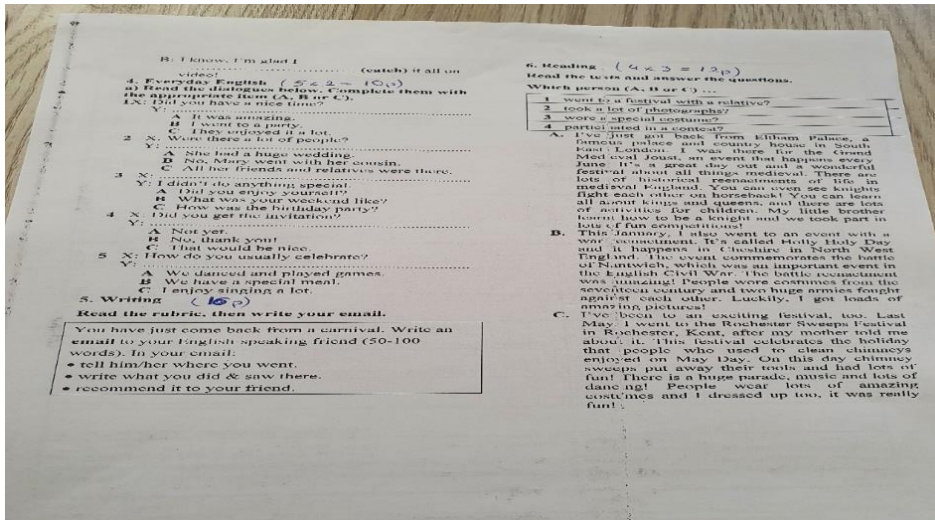 B: I know. I'm glad I
.............................. (catch) it all on
video!
4. Everyday English ( 5 x 2 = 10p)
a) Read the dialogues below. Complete them with
the appropriate item (A, B or C).
1X: Did you have a nice time?
Y: ..............................
A It was amazing.
B I went to a party.
C They enjoyed it a lot.
2 X. Were there a lot of people?
Y: ..............................
A She had a huge wedding.
B No, Mary went with her cousin.
C All her friends and relatives were there.
3 X: ..............................
Y: I didn't do anything special.
A Did you enjoy yourself?
B What was your weekend like?
C How was the birthday party?
4 X: Did you get the invitation?
Y: ..............................
A Not yet.
B No, thank you!
C That would be nice.
5 X: How do you usually celebrate?
Y: ..............................
A We danced and played games.
B We have a special meal.
C I enjoy singing a lot.
5. Writing ( 16 p)
Read the rubric, then write your email.
You have just come back from a carnival. Write an
email to your English speaking friend (50-100
words). In your email:
• tell him/her where you went.
• write what you did & saw there.
• recommend it to your friend.
6. Reading . ( 4 x 3 = 12p)
Read the texts and answer the questions.
Which person (A, B or C) ...
1 went to a festival with a relative?
2 took a lot of photographs?
3 wore a special costume?
4 participated in a contest?
A. I've just got back from Eltham Palace, a
famous palace and country house in South
East London. I was there for the Grand
Medieval Joust, an event that happens every
June. It's a great day out and a wonderful
festival about all things medieval. There are
lots of historical reenactments of life in
medieval England. You can even see knights
fight each other on horseback! You can learn
all about kings and queens, and there are lots
of activities for children. My little brother
learnt how to be a knight and we took part in
lots of fun competitions!
B. This January, I also went to an event with a
war reenactment. It's called Holly Holy Day
and it happens in Cheshire in North West
England. The event commemorates the battle
of Nantwich, which was an important event in
the English Civil War. The battle reenactment
was amazing! People wore costumes from the
seventeen century and two huge armies fought
against each other. Luckily, I got loads of
amazing pictures!
C. I've been to an exciting festival, too. Last
May, I went to the Rochester Sweeps Festival
in Rochester, Kent, after my mother told me
about it. This festival celebrates the holiday
that people who used to clean chimneys
enjoyed on May Day. On this day chimney
sweeps put away their tools and had lots of
fun! There is a huge parade, music and lots of
dancing! People wear lots of amazing
costumes and I dressed up too, it was really
fun!